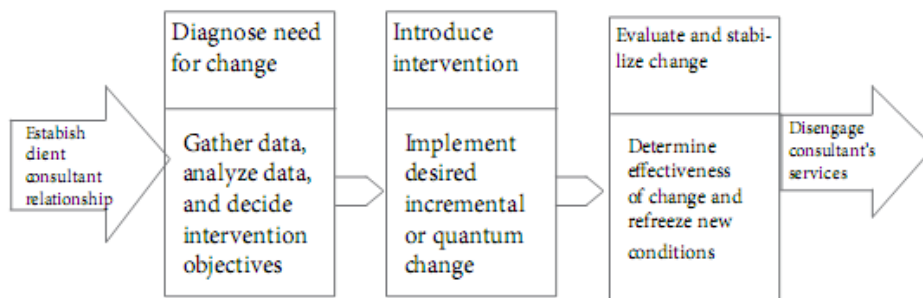 Estabish
client
consultant
relationship
Diagnose need
for change
Gather data,
analyze data,
and decide
intervention
objectives
Introduce
intervention
Implement
desired
incremental
or quantum
change
Evaluate and stabi-
lize change
Determine
effectiveness
of change and
refreeze new
conditions
Disengage
consultant's
services